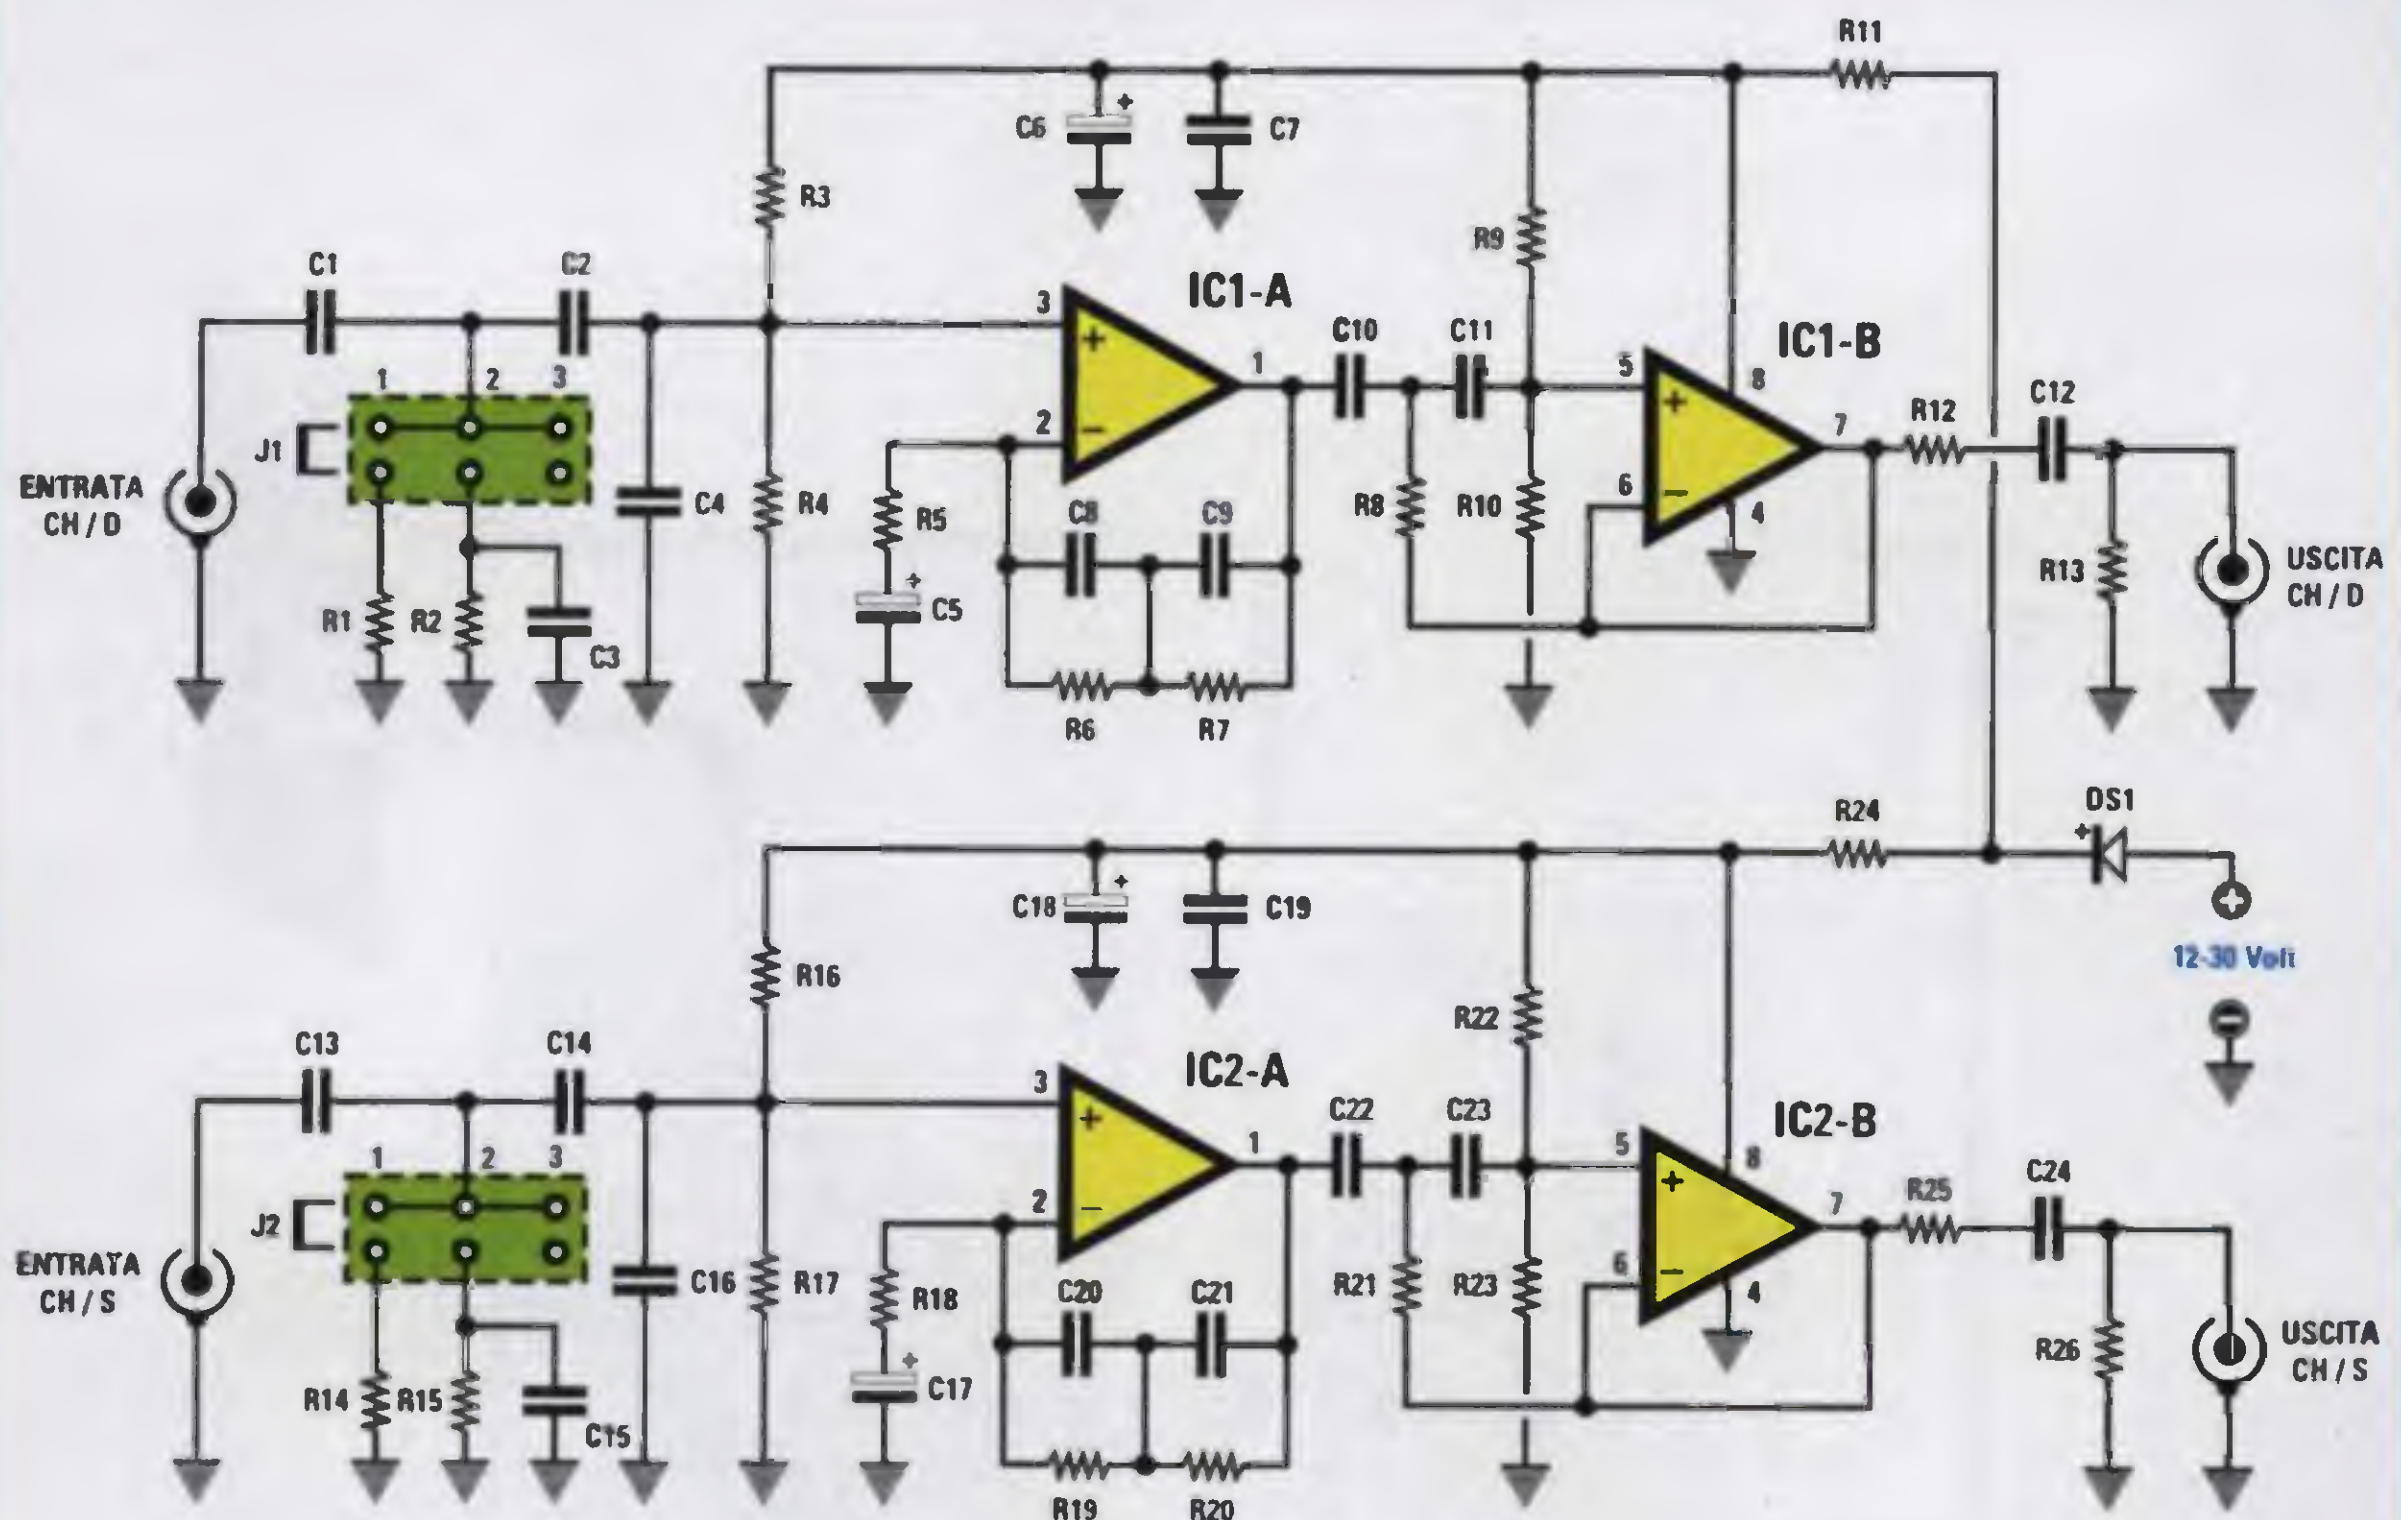 R11
C6
+
C7
R3
R9
C1
C2
IC1-A
3
+
C10
C11
IC1-B
1
2
3
J1
2
−
1
5
+
8
R12
C12
7
ENTRATA
CH / D
C4
R4
R5
C8
C9
R8
R10
6
−
4
R13
USCITA
CH / D
R1
R2
C3
+
C5
R6
R7
R24
DS1
+
C18
+
C19
12-30 Volt
R16
R22
C13
C14
IC2-A
3
+
C22
C23
IC2-B
1
2
3
J2
2
−
1
5
+
8
R25
C24
7
ENTRATA
CH / S
C16
R17
R18
C20
C21
R21
R23
6
−
4
R26
USCITA
CH / S
R14
R15
C15
+
C17
R19
R20